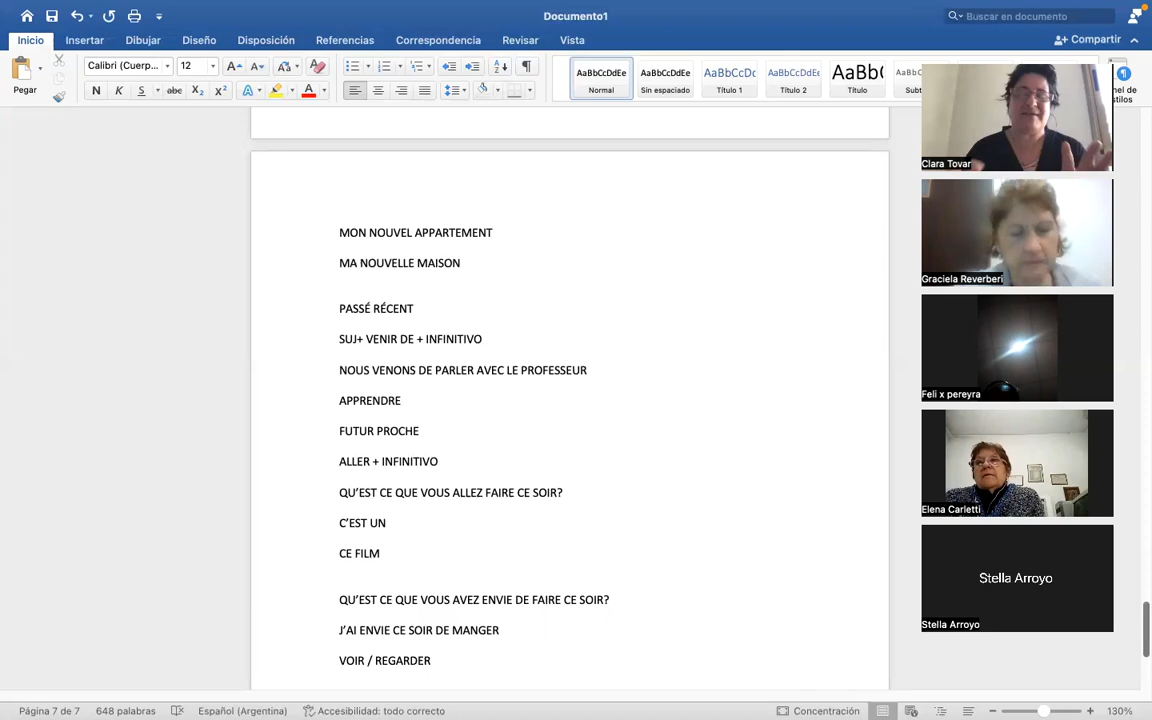 Documento1
Buscar en documento
Inicio Insertar Dibujar Diseño Disposición Referencias Correspondencia Revisar Vista Compartir
Pegar
Calibri (Cuerp... 12
N K S abc X₂ X²
AaBbCcDdEe
Normal
AaBbCcDdEe
Sin espaciado
AaBbCcDc
Título 1
AaBbCcDdEe
Título 2
AaBb(
Título
AaBbCcDd
Subt
Clara Tovar
Graciela Reverberi
Feli x pereyra
Elena Carletti
Stella Arroyo
Stella Arroyo
MON NOUVEL APPARTEMENT
MA NOUVELLE MAISON
PASSÉ RÉCENT
SUJ+ VENIR DE + INFINITIVO
NOUS VENONS DE PARLER AVEC LE PROFESSEUR
APPRENDRE
FUTUR PROCHE
ALLER + INFINITIVO
QU’EST CE QUE VOUS ALLEZ FAIRE CE SOIR?
C’EST UN
CE FILM
QU’EST CE QUE VOUS AVEZ ENVIE DE FAIRE CE SOIR?
J’AI ENVIE CE SOIR DE MANGER
VOIR / REGARDER
Página 7 de 7 648 palabras Español (Argentina) Accesibilidad: todo correcto Concentración 130%